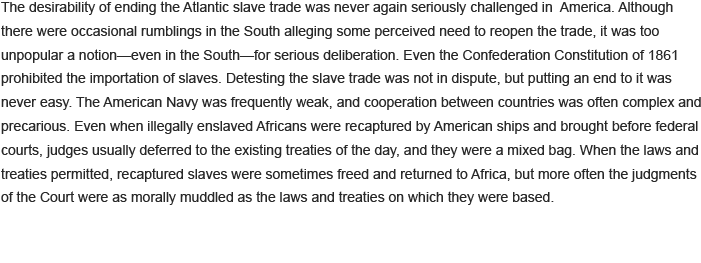 The desirability of ending the Atlantic slave trade was never again seriously challenged in  America. Although
there were occasional rumblings in the South alleging some perceived need to reopen the trade, it was too
unpopular a notion—even in the South—for serious deliberation. Even the Confederation Constitution of 1861
prohibited the importation of slaves. Detesting the slave trade was not in dispute, but putting an end to it was
never easy. The American Navy was frequently weak, and cooperation between countries was often complex and
precarious. Even when illegally enslaved Africans were recaptured by American ships and brought before federal
courts, judges usually deferred to the existing treaties of the day, and they were a mixed bag. When the laws and
treaties permitted, recaptured slaves were sometimes freed and returned to Africa, but more often the judgments
of the Court were as morally muddled as the laws and treaties on which they were based.